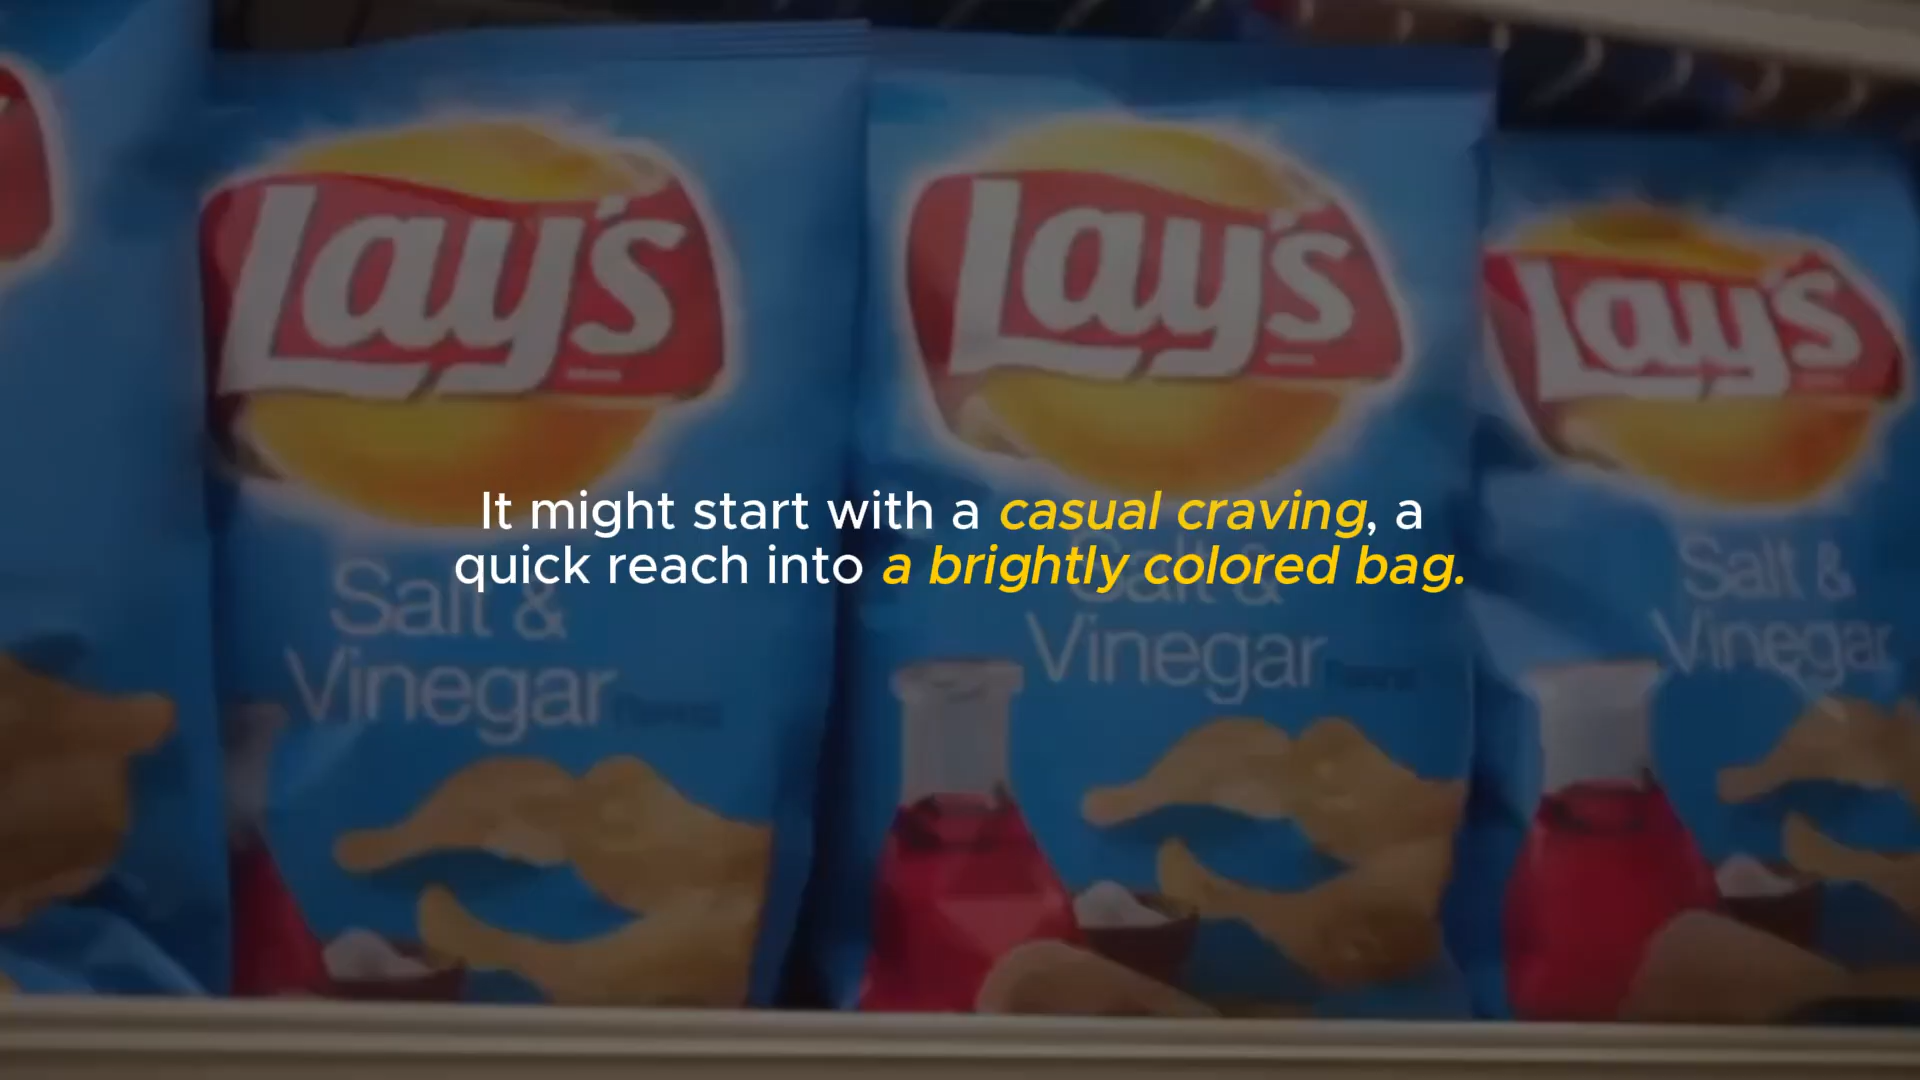 Lay's
Lay's
Lay's
It might start with a casual craving, a
quick reach into a brightly colored bag.
Salt &
Vinegar
Salt &
Vinegar
Salt &
Vinegar